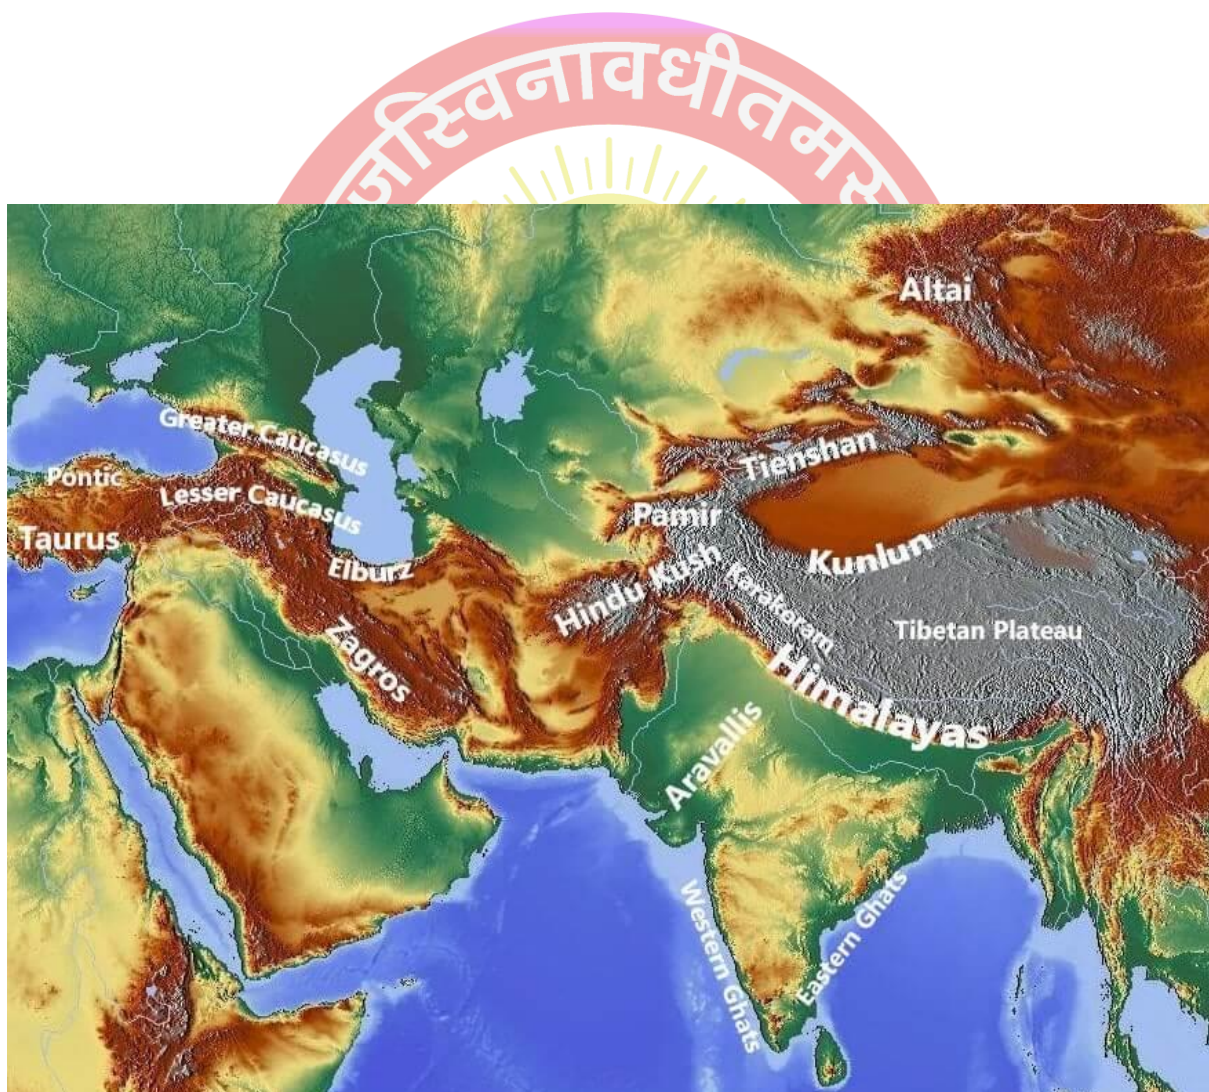 जस्विनावधीतमस्
Altai
Greater Caucasus
Tienshan
Pontic
Lesser Caucasus
Pamir
Taurus
Kunlun
Elburz
Hindu Kush
Karakoram
Tibetan Plateau
Zagros
Himalayas
Aravallis
Western Ghats
Eastern Ghats